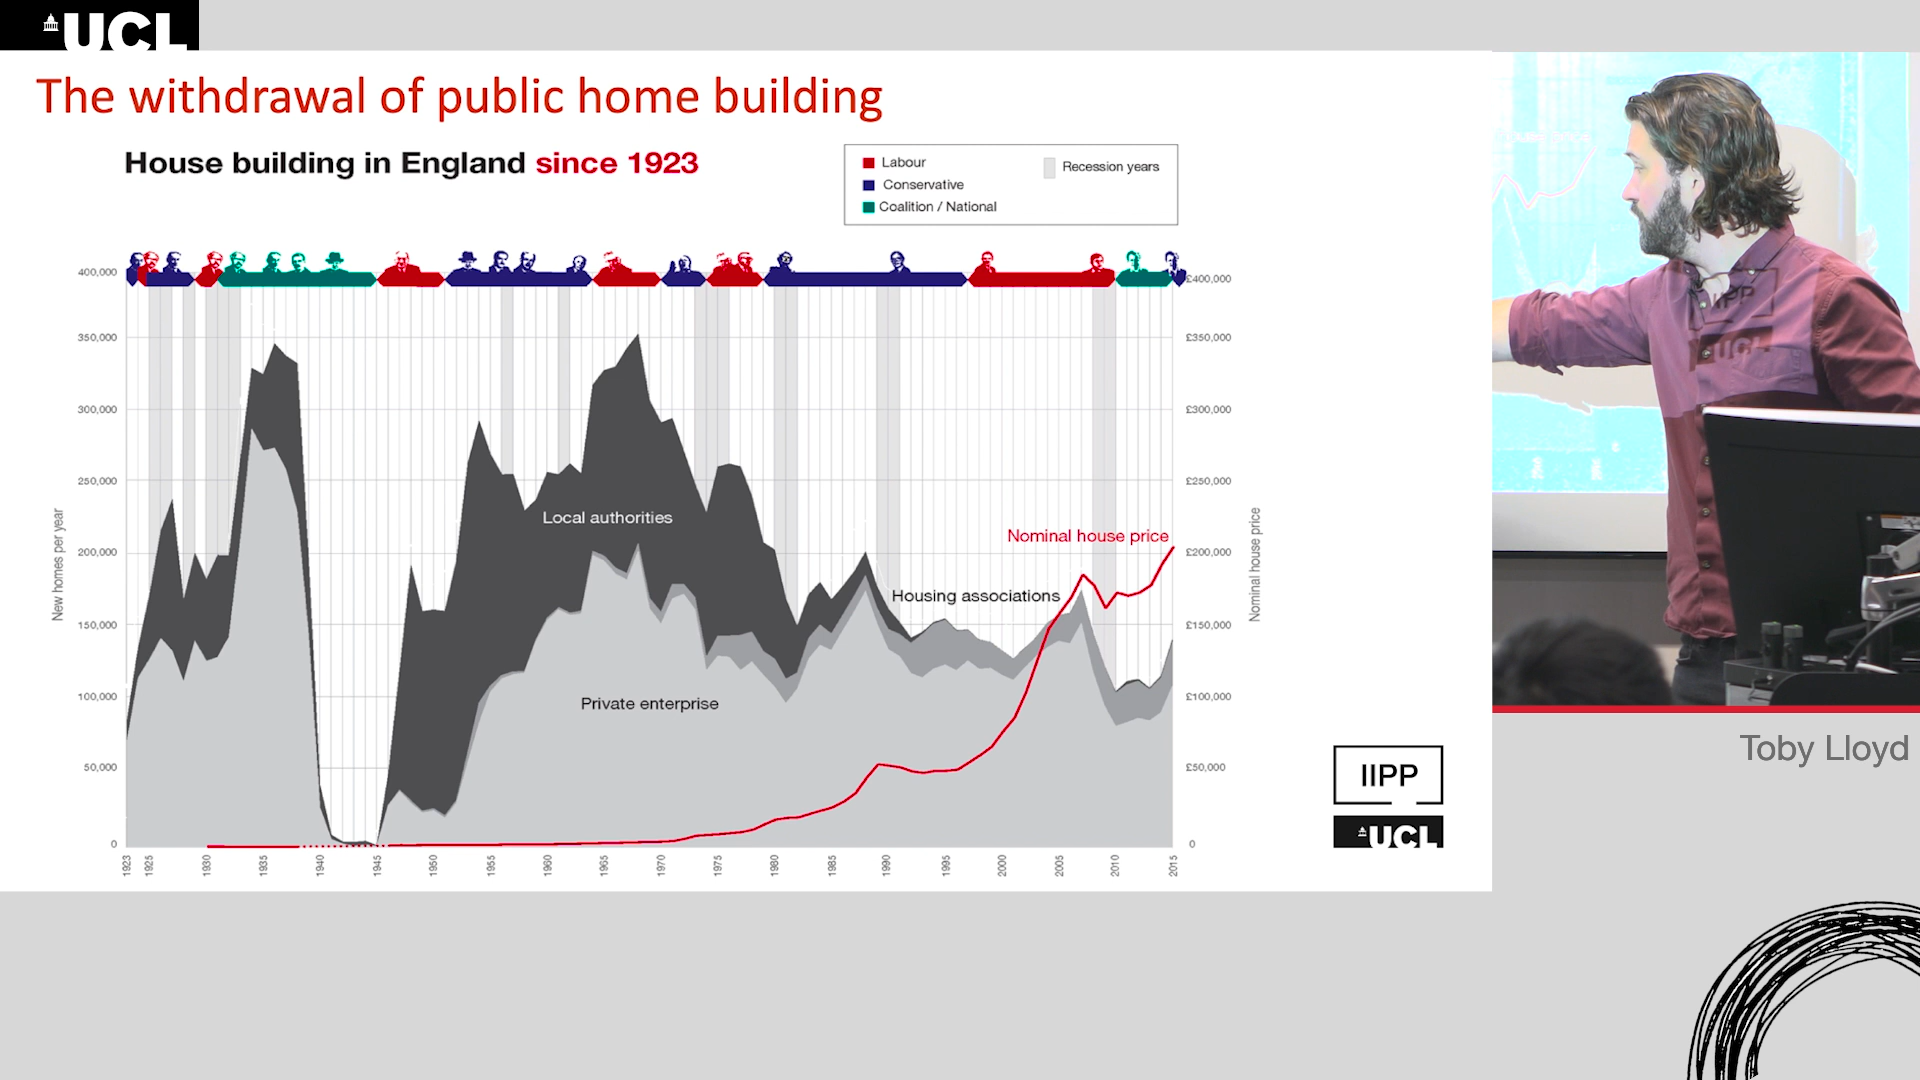 UCL
The withdrawal of public home building
House building in England since 1923
Labour
Conservative
Coalition / National
Recession years
400,000
350,000
300,000
250,000
200,000
150,000
100,000
50,000
0
New homes per year
£400,000
£350,000
£300,000
£250,000
£200,000
£150,000
£100,000
£50,000
0
Nominal house price
Local authorities
Nominal house price
Housing associations
Private enterprise
1923
1925
1930
1935
1940
1945
1950
1955
1960
1965
1970
1975
1980
1985
1990
1995
2000
2005
2010
2015
IIPP
UCL
IIPP
UCL
Toby Lloyd